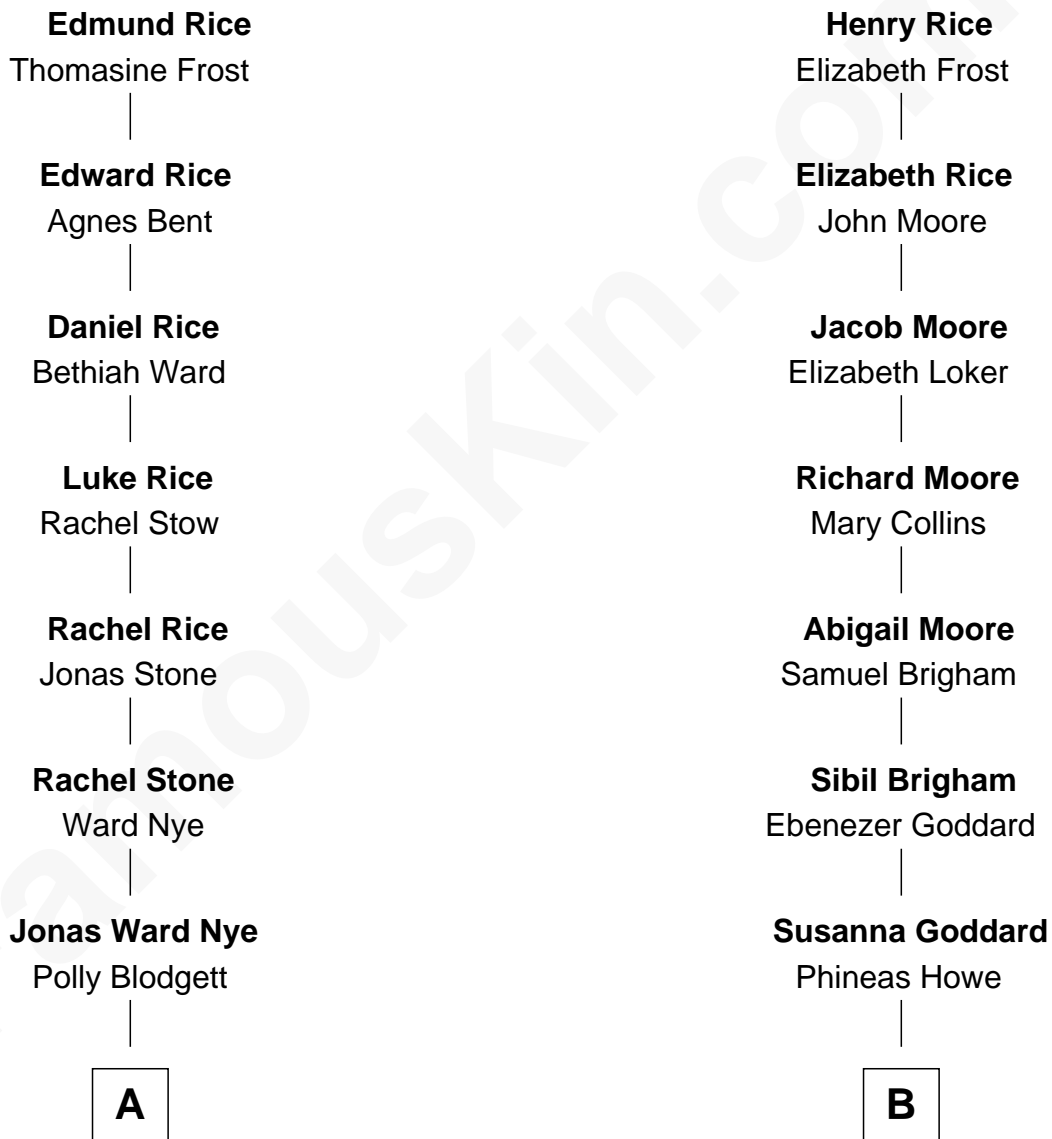 Edmund Rice
Thomasine Frost
Edward Rice
Agnes Bent
Daniel Rice
Bethiah Ward
Luke Rice
Rachel Stow
Rachel Rice
Jonas Stone
Rachel Stone
Ward Nye
Jonas Ward Nye
Polly Blodgett
A
Henry Rice
Elizabeth Frost
Elizabeth Rice
John Moore
Jacob Moore
Elizabeth Loker
Richard Moore
Mary Collins
Abigail Moore
Samuel Brigham
Sibil Brigham
Ebenezer Goddard
Susanna Goddard
Phineas Howe
B
amouskin.com